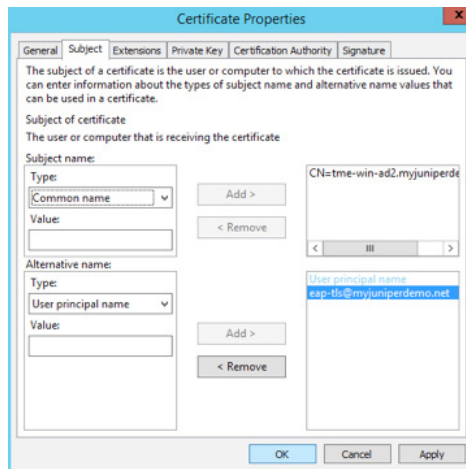 Certificate Properties
x
General Subject Extensions Private Key Certification Authority Signature
The subject of a certificate is the user or computer to which the certificate is issued. You
can enter information about the types of subject name and alternative name values that
can be used in a certificate.
Subject of certificate
The user or computer that is receiving the certificate
Subject name:
Type:
Common name
Value:
Add >
< Remove
CN=tme-win-ad2.myjuniperde
Alternative name:
Type:
User principal name
Value:
Add >
< Remove
User principal name
eap-tls@myjuniperdemo.net
OK Cancel Apply